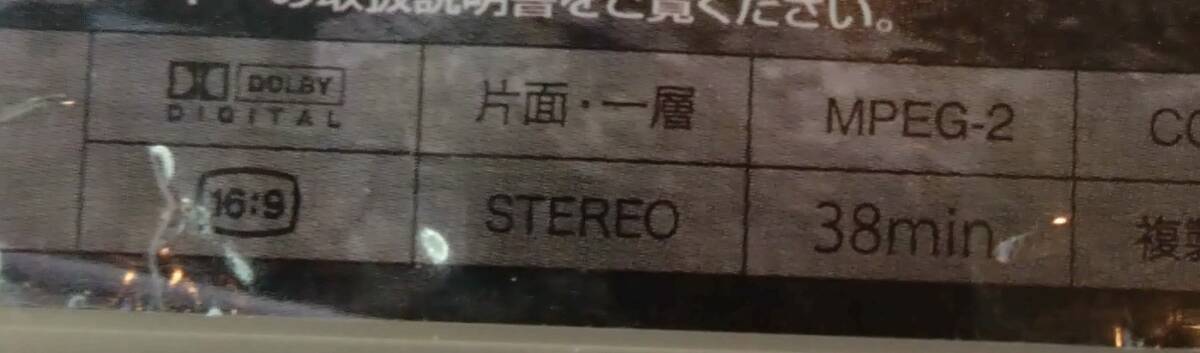 の取扱説明書をご覧ください。
DOLBY DIGITAL 片面・一層 MPEG-2
16:9 STEREO 38min